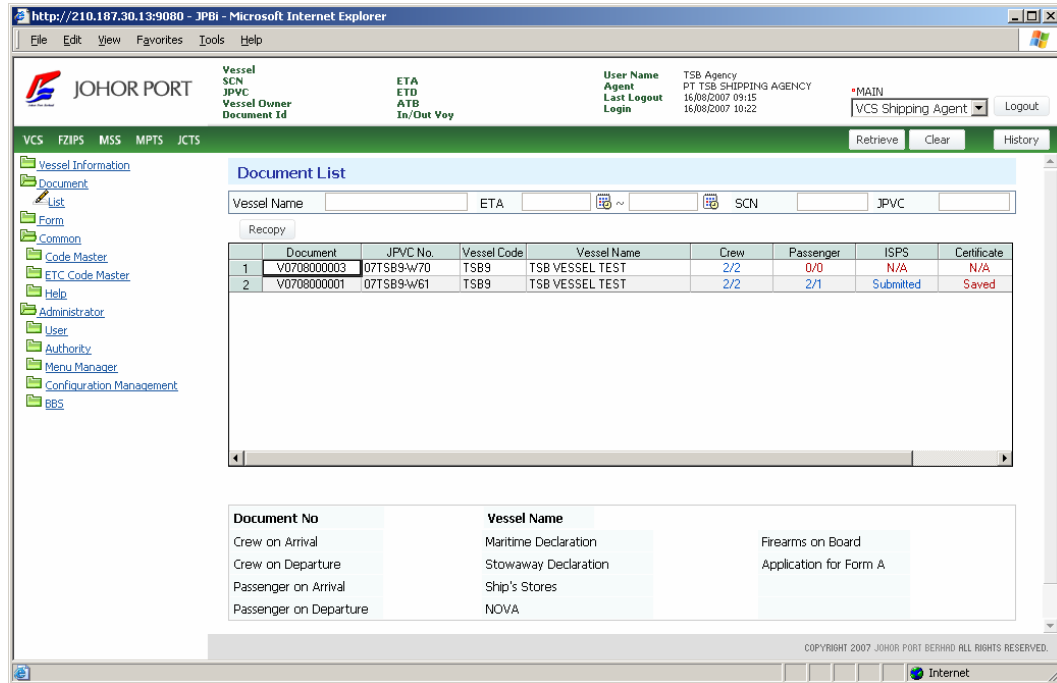 http://210.187.30.13:9080 - JPBi - Microsoft Internet Explorer
File Edit View Favorites Tools Help
JOHOR PORT
Vessel
SCN ETA
JPVC ETD
Vessel Owner ATB
Document Id In/Out Voy
User Name TSB Agency
Agent PT TSB SHIPPING AGENCY
Last Logout 16/08/2007 09:15
Login 16/08/2007 10:22
*MAIN
VCS Shipping Agent Logout
VCS FZIPS MSS MPTS JCTS Retrieve Clear History
Vessel Information
Document
List
Form
Common
Code Master
ETC Code Master
Help
Administrator
User
Authority
Menu Manager
Configuration Management
BBS
Document List
Vessel Name ETA ~ SCN JPVC
Recopy
Document JPVC No. Vessel Code Vessel Name Crew Passenger ISPS Certificate
1 V0708000003 07TSB9-W70 TSB9 TSB VESSEL TEST 2/2 0/0 N/A N/A
2 V0708000001 07TSB9-W61 TSB9 TSB VESSEL TEST 2/2 2/1 Submitted Saved
Document No Vessel Name
Crew on Arrival Maritime Declaration Firearms on Board
Crew on Departure Stowaway Declaration Application for Form A
Passenger on Arrival Ship's Stores
Passenger on Departure NOVA
COPYRIGHT 2007 JOHOR PORT BERHAD ALL RIGHTS RESERVED.
Internet